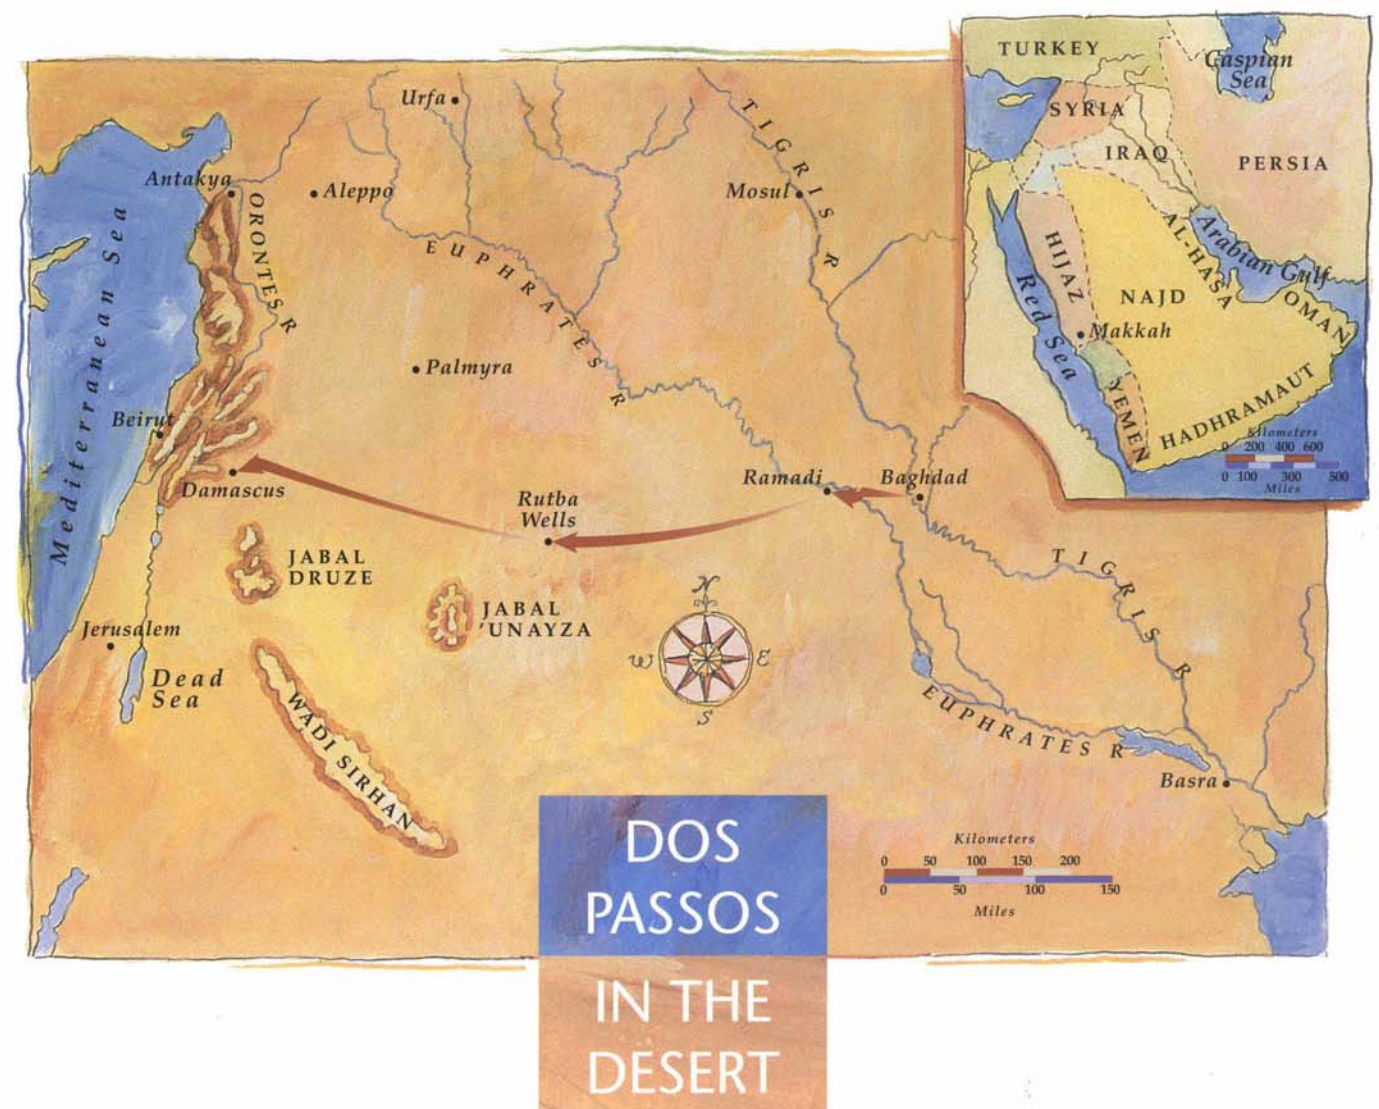 TURKEY
Caspian
Sea
SYRIA
IRAQ
PERSIA
HIJAZ
AL-HASA
Arabian Gulf
NAJD
OMAN
Red Sea
Makkah
YEMEN
HADHRAMAUT
Kilometers
0 200 400 600
0 100 300 500
Miles
Urfa
TIGRIS R
Antakya
Aleppo
Mosul
ORONTES R
EUPHRATES R
Mediterranean Sea
Palmyra
Beirut
Damascus
Rutba
Wells
Ramadi
Baghdad
JABAL
DRUZE
JABAL
'UNAYZA
TIGRIS R
N
W E
S
Jerusalem
Dead
Sea
WADI SIRHAN
EUPHRATES R
Basra
Kilometers
0 50 100 150 200
0 50 100 150
Miles
DOS
PASSOS
IN THE
DESERT